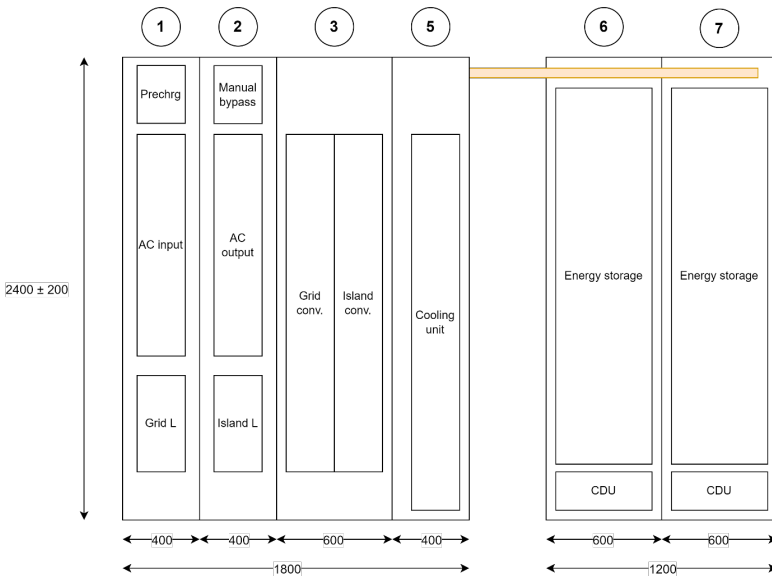 1
2
3
5
6
7
Prechrg
Manual
bypass
AC input
AC
output
Grid
conv.
Island
conv.
Cooling
unit
Energy storage
Energy storage
2400 ± 200
Grid L
Island L
CDU
CDU
400
400
600
400
600
600
1800
1200